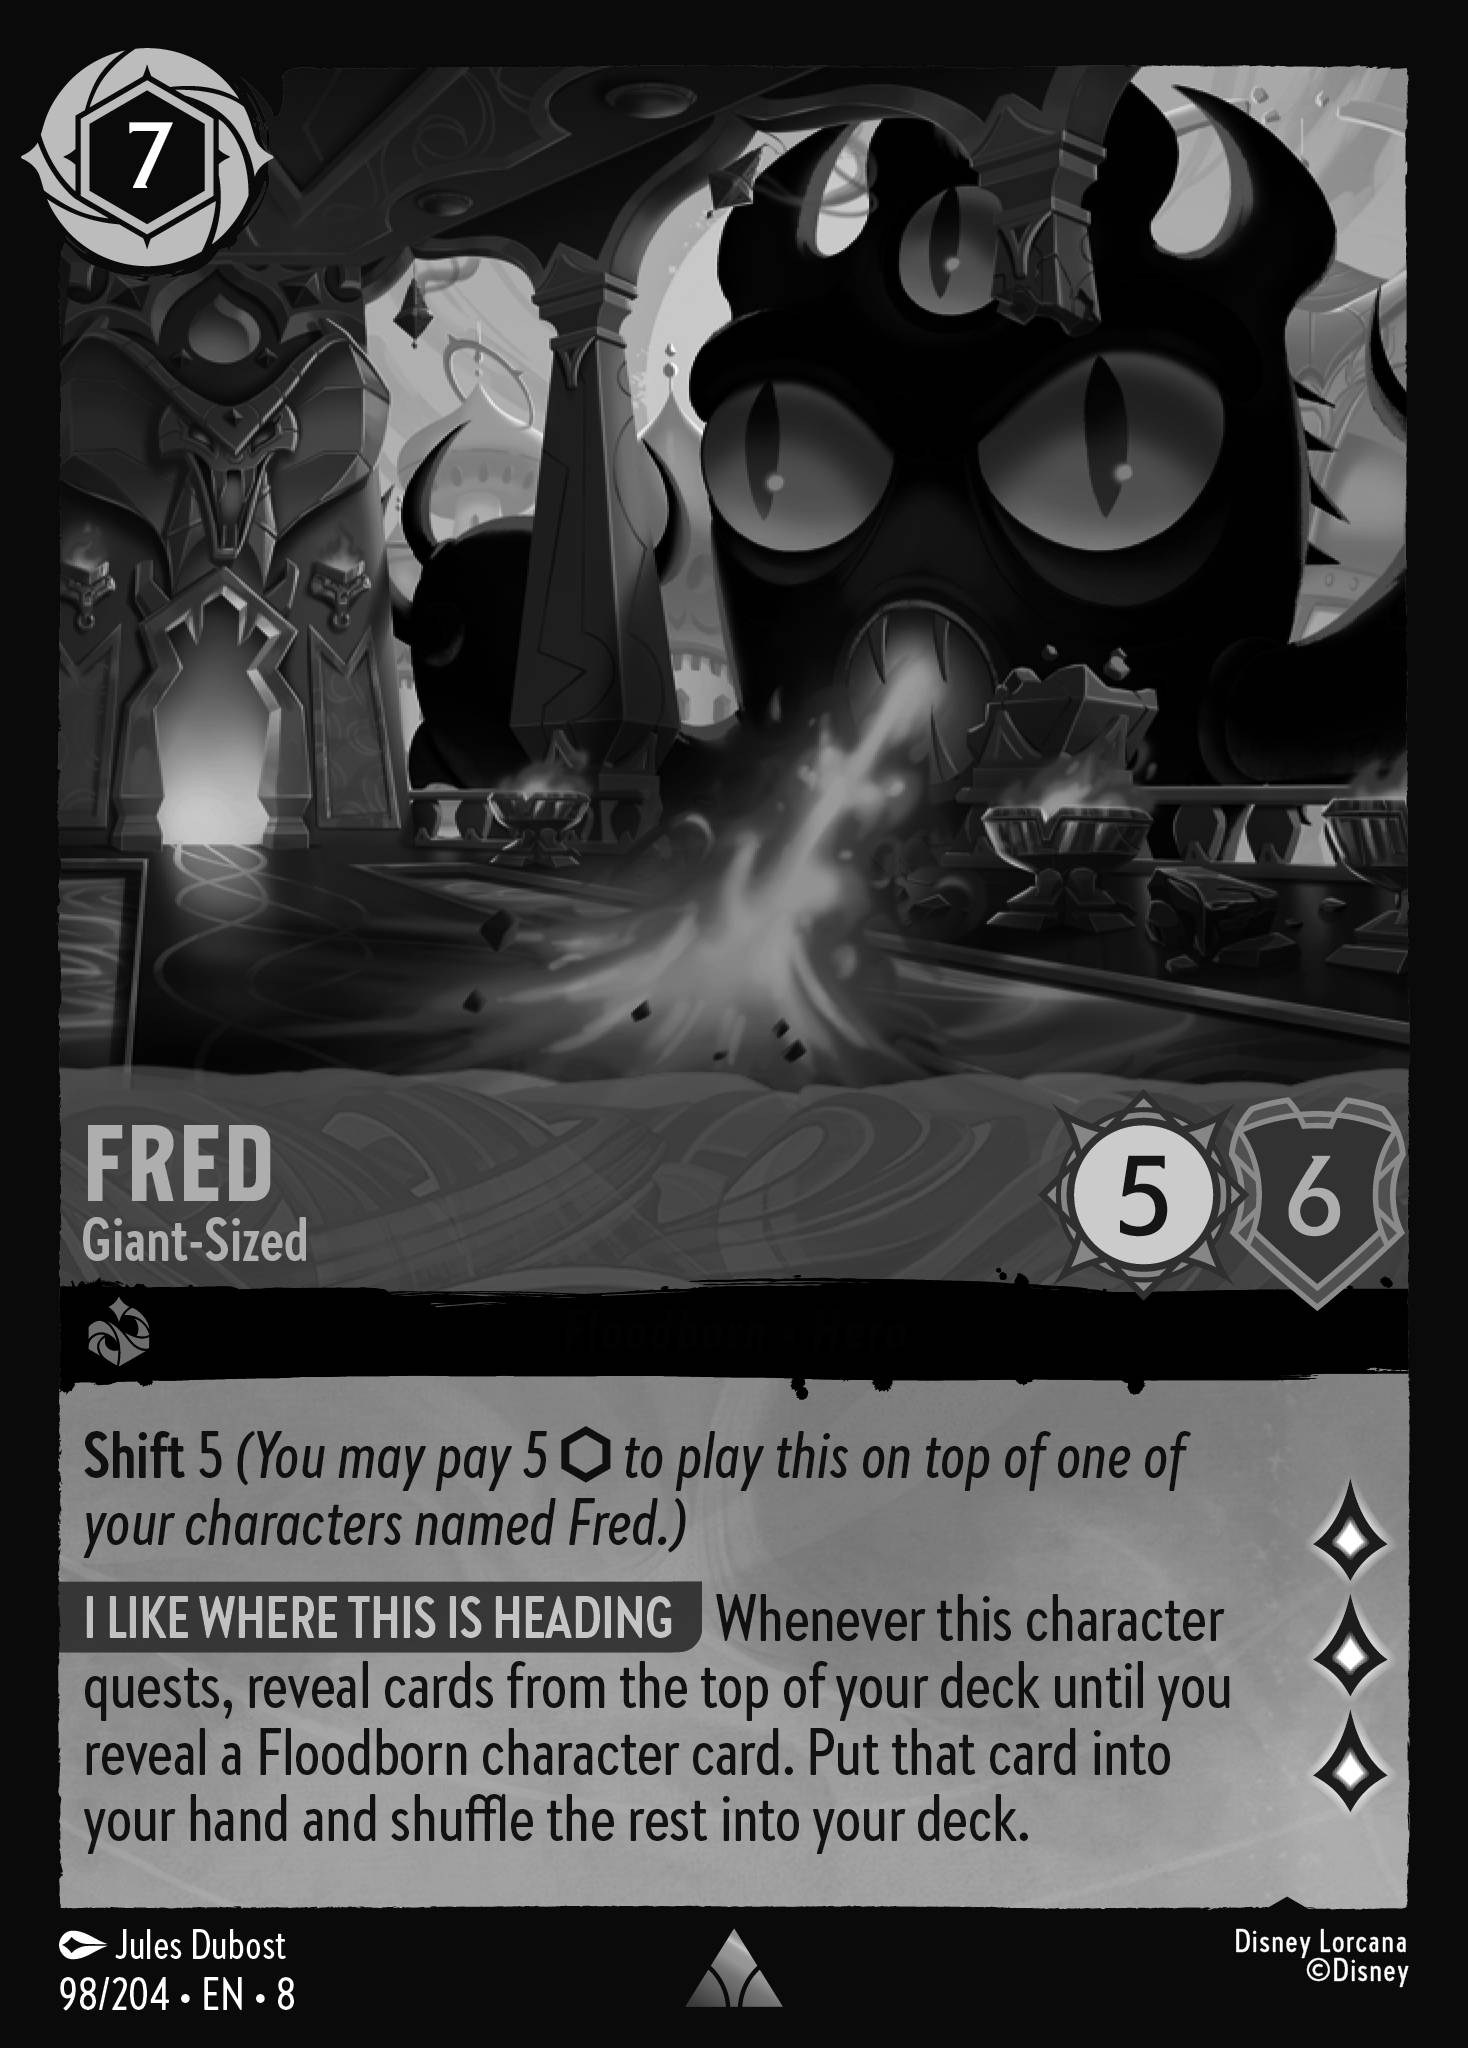 7
FRED
Giant-Sized
5 6
Floodborn • Hero
Shift 5 (You may pay 5 ⬡ to play this on top of one of
your characters named Fred.)
I LIKE WHERE THIS IS HEADING Whenever this character
quests, reveal cards from the top of your deck until you
reveal a Floodborn character card. Put that card into
your hand and shuffle the rest into your deck.
Jules Dubost
98/204 • EN • 8
Disney Lorcana
©Disney